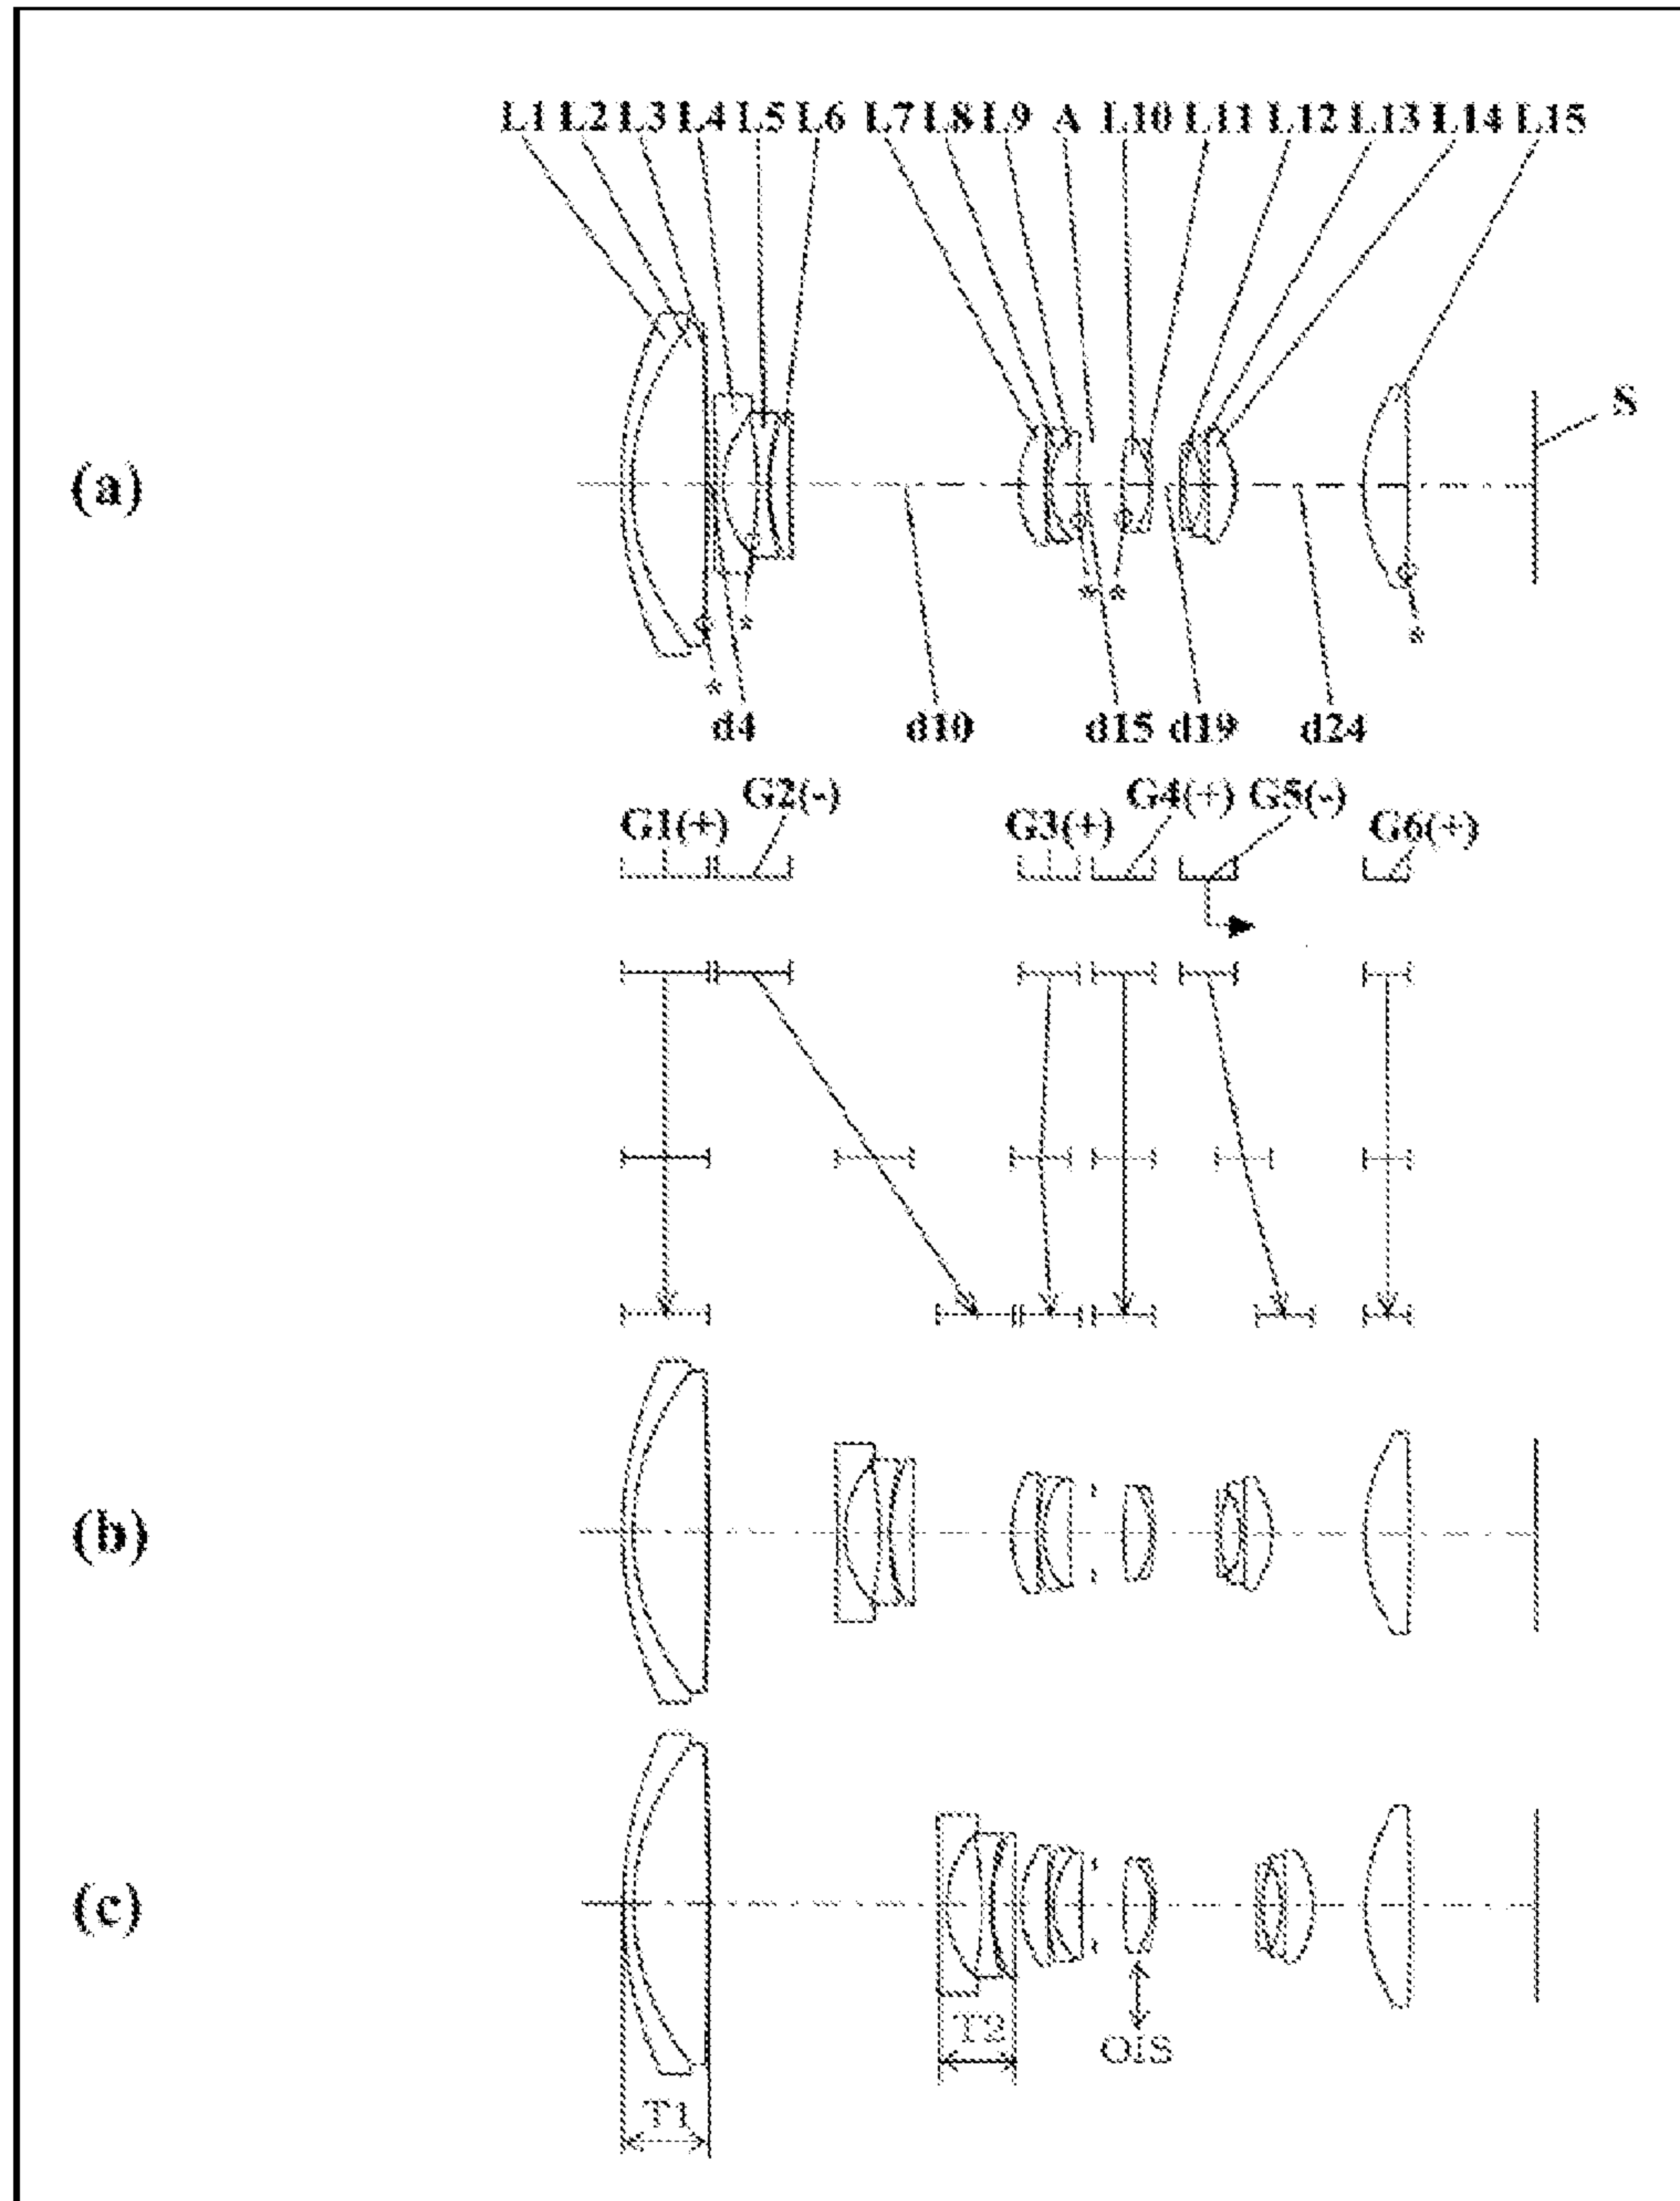 L1 L2 L3 L4 L5 L6 L7 L8 L9 A L10 L11 L12 L13 L14 L15
S
(a)
* * * * *
d4 d10 d15 d19 d24
G1(+) G2(-) G3(+) G4(+) G5(-) G6(+)
(b)
(c)
T2
OIS
T1